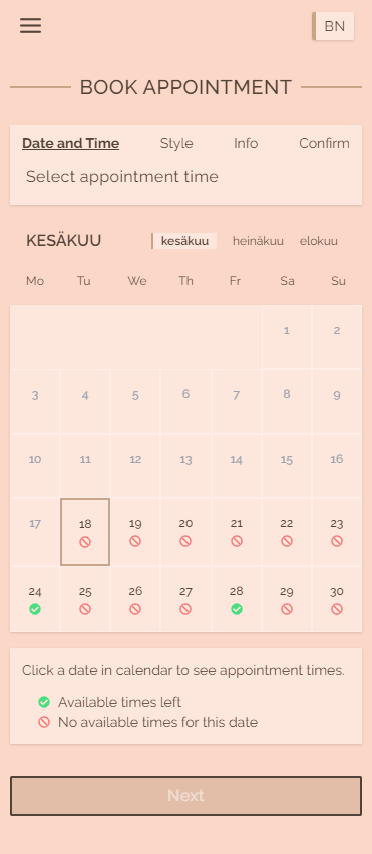 BN
BOOK APPOINTMENT
Date and Time Style Info Confirm
Select appointment time
KESÄKUU kesäkuu heinäkuu elokuu
Mo Tu We Th Fr Sa Su
1 2
3 4 5 6 7 8 9
10 11 12 13 14 15 16
17 18 19 20 21 22 23
24 25 26 27 28 29 30
Click a date in calendar to see appointment times.
Available times left
No available times for this date
Next